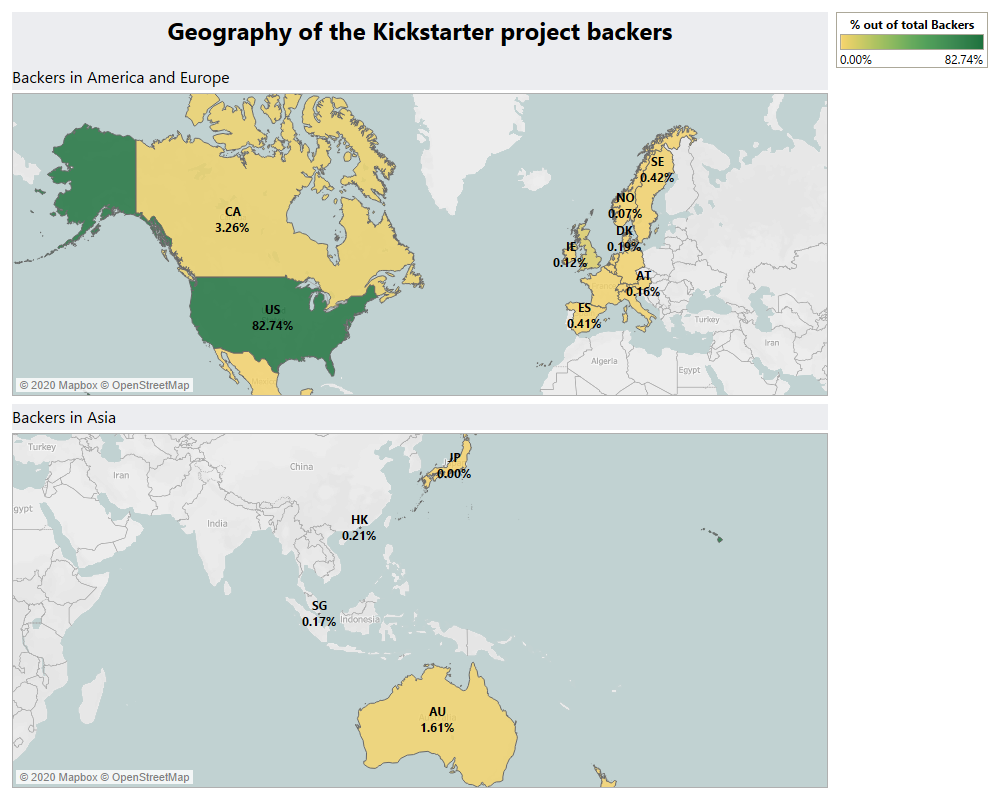 Geography of the Kickstarter project backers
% out of total Backers
0.00% 82.74%
Backers in America and Europe
SE
0.42%
NO
0.07%
CA
3.26%
DK
0.19%
IE
0.12%
AT
0.16%
US
82.74%
ES
0.41%
Turkey
Iran
Algeria
Egypt
© 2020 Mapbox © OpenStreetMap
Backers in Asia
Turkey
JP
0.00%
China
Iran
gypt
HK
0.21%
India
SG
0.17%
Indonesia
AU
1.61%
© 2020 Mapbox © OpenStreetMap